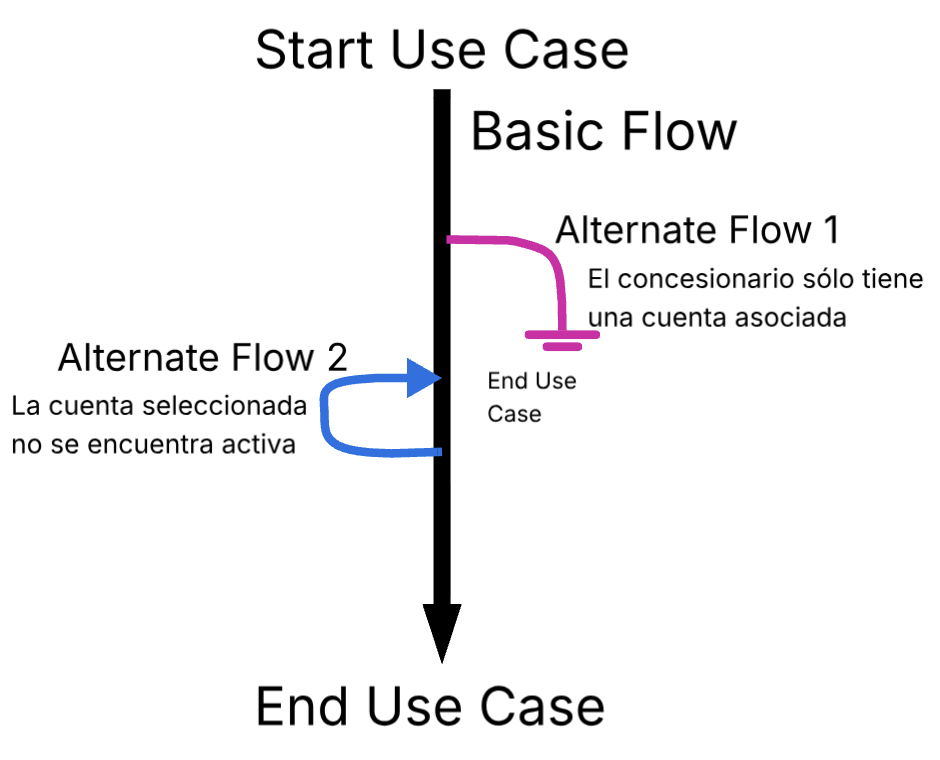 Start Use Case
Basic Flow
Alternate Flow 1
El concesionario sólo tiene
una cuenta asociada
Alternate Flow 2
La cuenta seleccionada
no se encuentra activa
End Use
Case
End Use Case